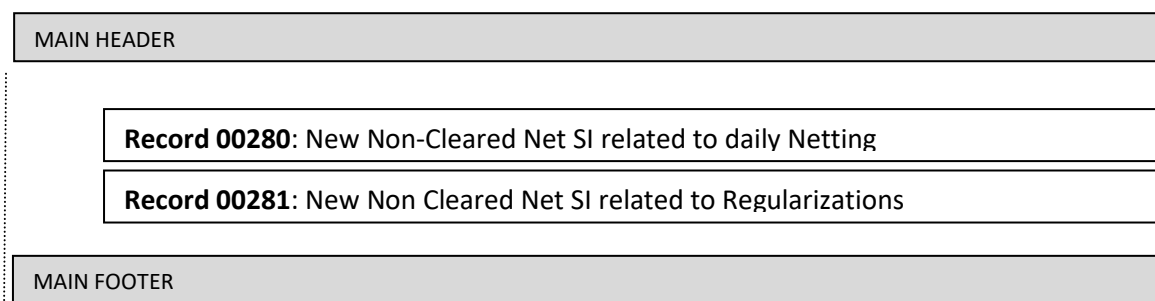 MAIN HEADER
Record 00280: New Non-Cleared Net SI related to daily Netting
Record 00281: New Non Cleared Net SI related to Regularizations
MAIN FOOTER